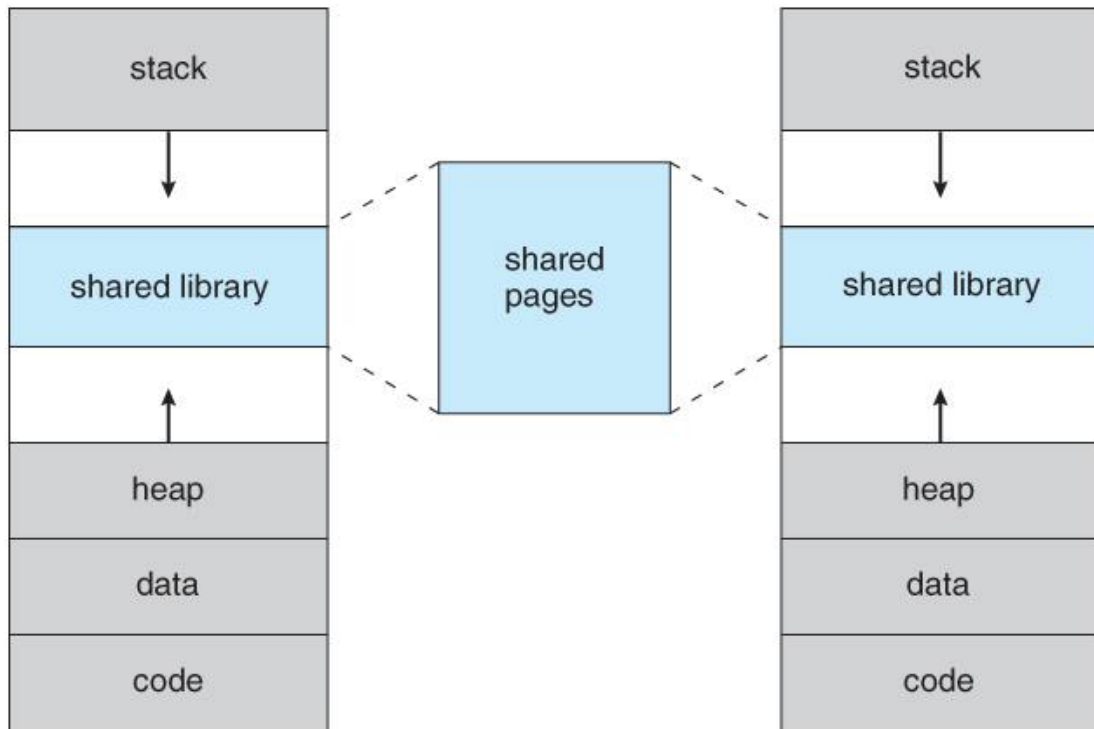 stack
shared library
heap
data
code
shared
pages
stack
shared library
heap
data
code